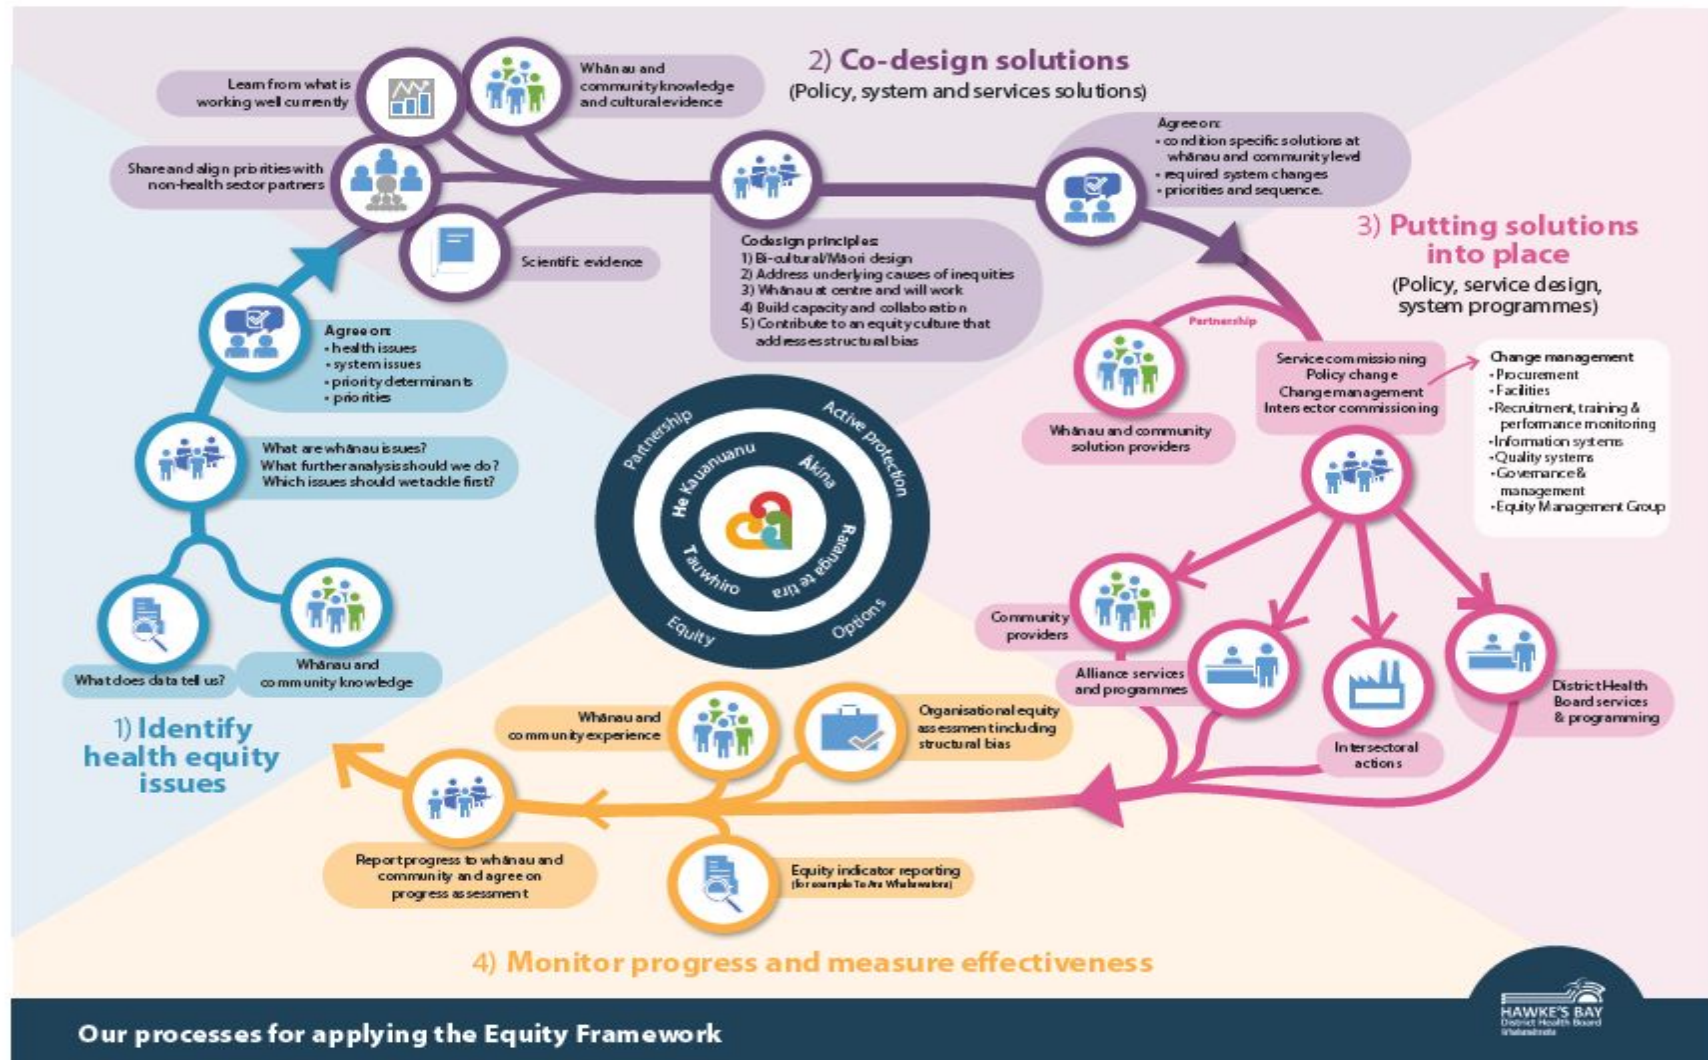 2) Co-design solutions
(Policy, system and services solutions)
Learn from what is
working well currently
Whānau and
community knowledge
and cultural evidence
Share and align priorities with
non-health sector partners
Scientific evidence
Codesign principles:
1) Bi-cultural/Māori design
2) Address underlying causes of inequities
3) Whānau at centre and will work
4) Build capacity and collaboration
5) Contribute to an equity culture that
addresses structural bias
Agree on:
• condition specific solutions at
whānau and community level
• required system changes
• priorities and sequence.
3) Putting solutions
into place
(Policy, service design,
system programmes)
Partnership
Whānau and community
solution providers
Service commissioning
Policy change
Change management
Intersector commissioning
Change management
• Procurement
• Facilities
• Recruitment, training &
performance monitoring
• Information systems
• Quality systems
• Governance &
management
• Equity Management Group
Community
providers
Alliance services
and programmes
Intersectoral
actions
District Health
Board services
& programming
Agree on:
• health issues
• system issues
• priority determinants
• priorities
What are whānau issues?
What further analysis should we do?
Which issues should we tackle first?
What does data tell us?
Whānau and
community knowledge
1) Identify
health equity
issues
Partnership
Active protection
Options
Equity
He Kauanuanu
Ākina
Raranga te tira
Tauwhiro
Whānau and
community experience
Organisational equity
assessment including
structural bias
Report progress to whānau and
community and agree on
progress assessment
Equity indicator reporting
(for example Te Ara Whakawaiora)
4) Monitor progress and measure effectiveness
Our processes for applying the Equity Framework
HAWKE'S BAY
District Health Board
Whakawāteatia